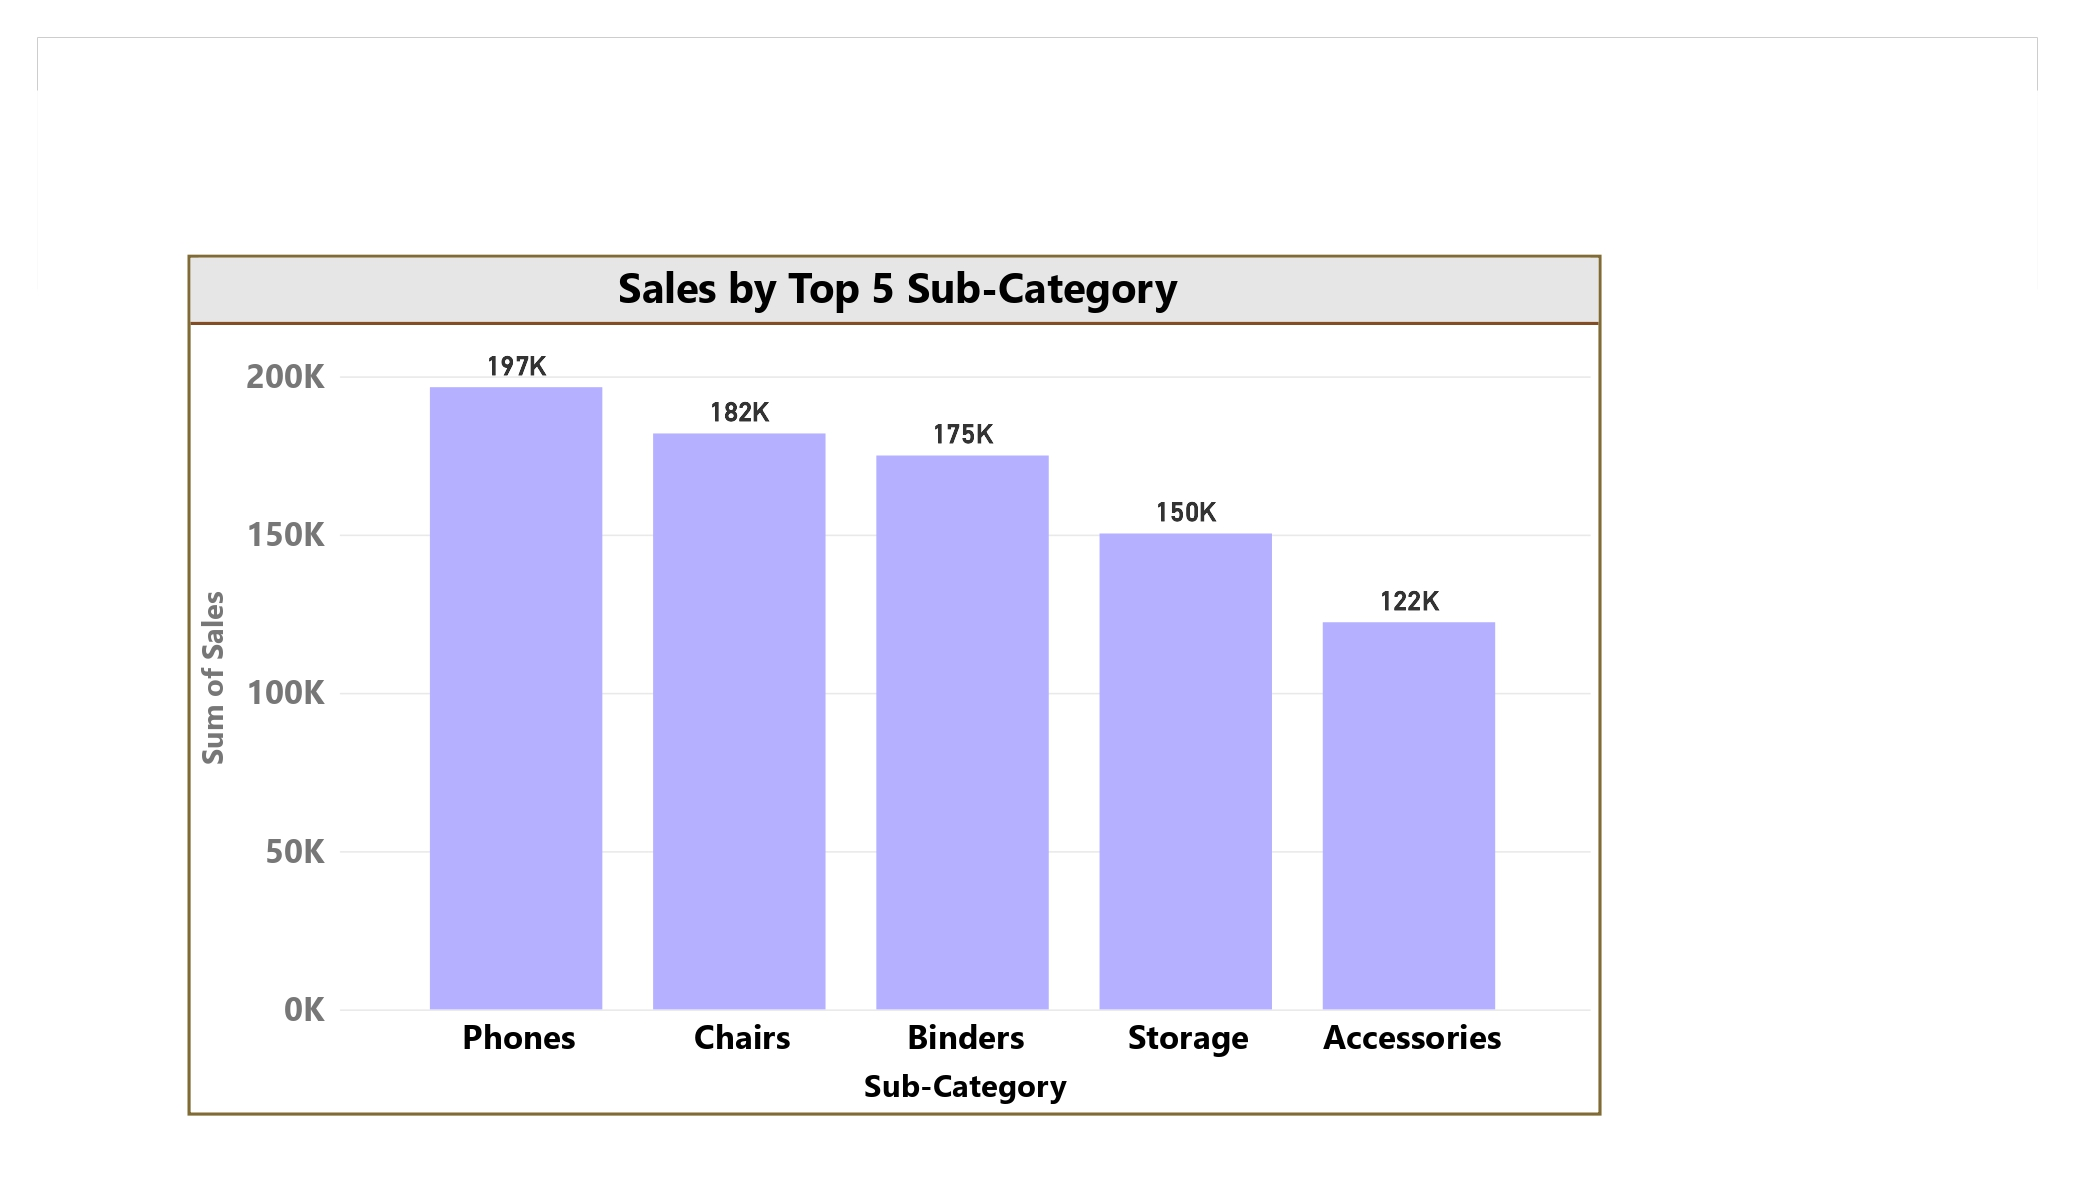 Sales by Top 5 Sub-Category
200K
150K
100K
50K
0K
Sum of Sales
197K
182K
175K
150K
122K
Phones
Chairs
Binders
Storage
Accessories
Sub-Category